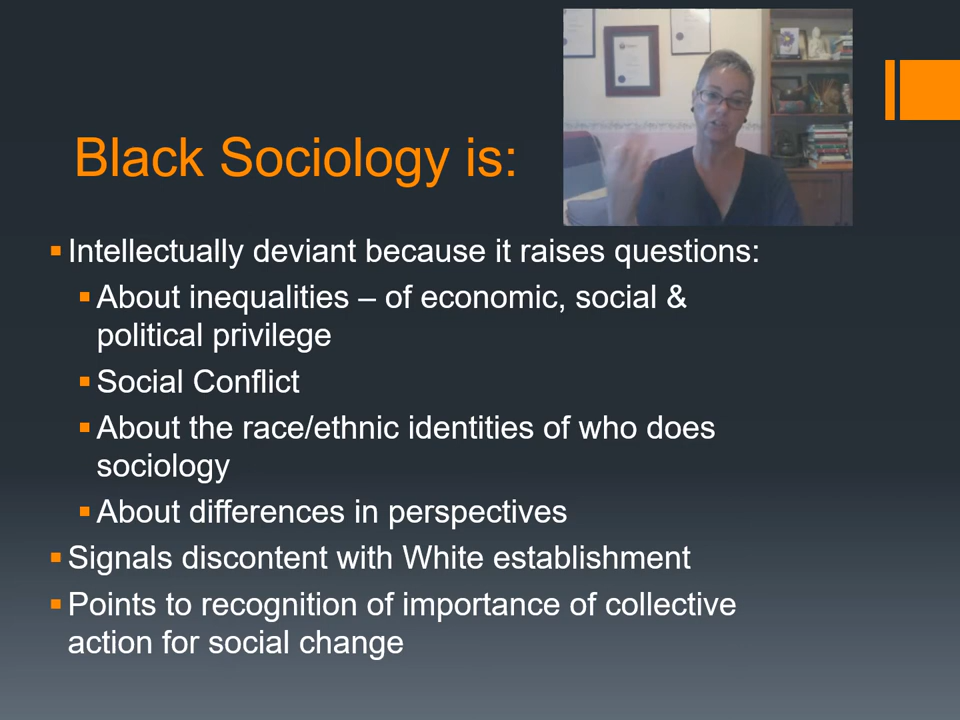 Black Sociology is:
Intellectually deviant because it raises questions:
About inequalities – of economic, social &
political privilege
Social Conflict
About the race/ethnic identities of who does
sociology
About differences in perspectives
Signals discontent with White establishment
Points to recognition of importance of collective
action for social change